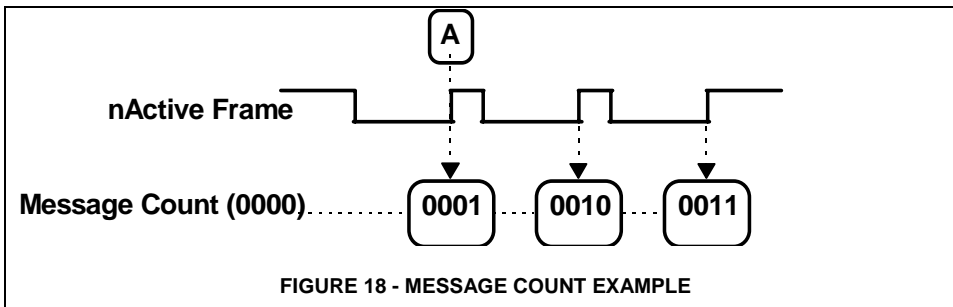 A
nActive Frame
Message Count (0000) 0001 0010 0011
FIGURE 18 - MESSAGE COUNT EXAMPLE